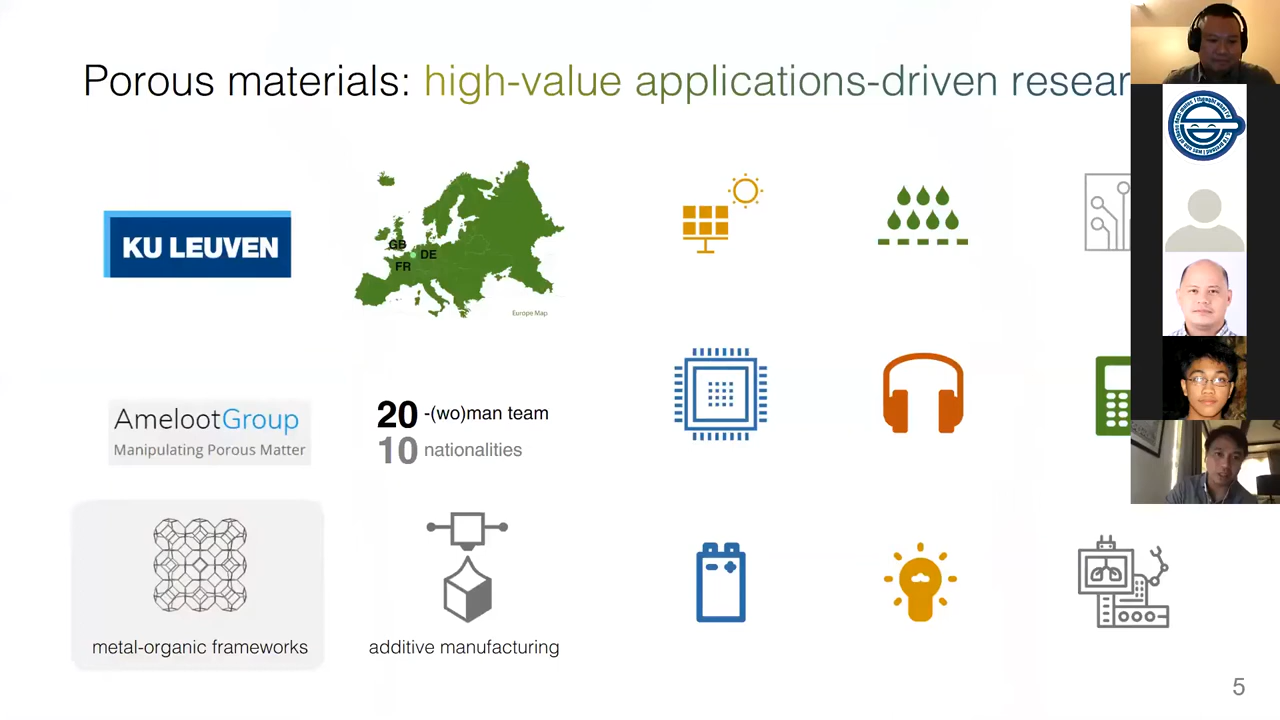 Porous materials: high-value applications-driven resear
KU LEUVEN
GB
DE
FR
Europe Map
AmelootGroup
Manipulating Porous Matter
20 -(wo)man team
10 nationalities
metal-organic frameworks
additive manufacturing
5